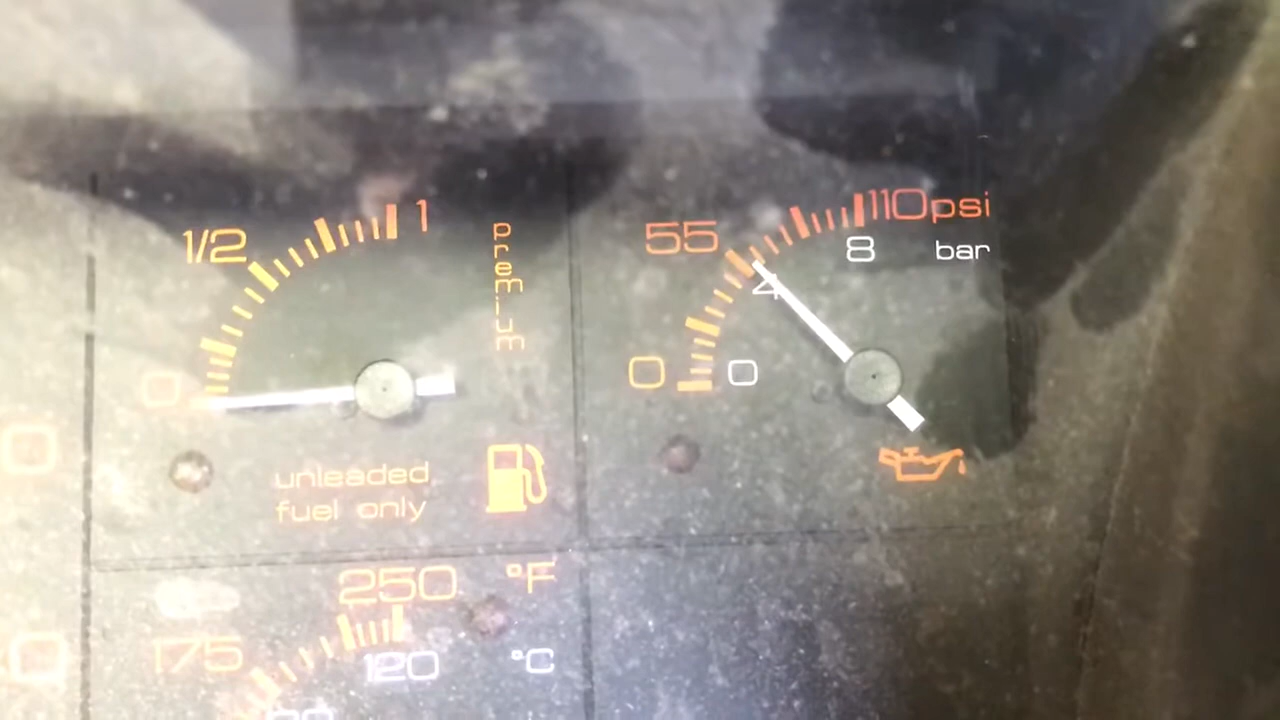 1/2
1
0
premium
unleaded
fuel only
55
110psi
8 bar
4
0
0
250 °F
175
120 °C